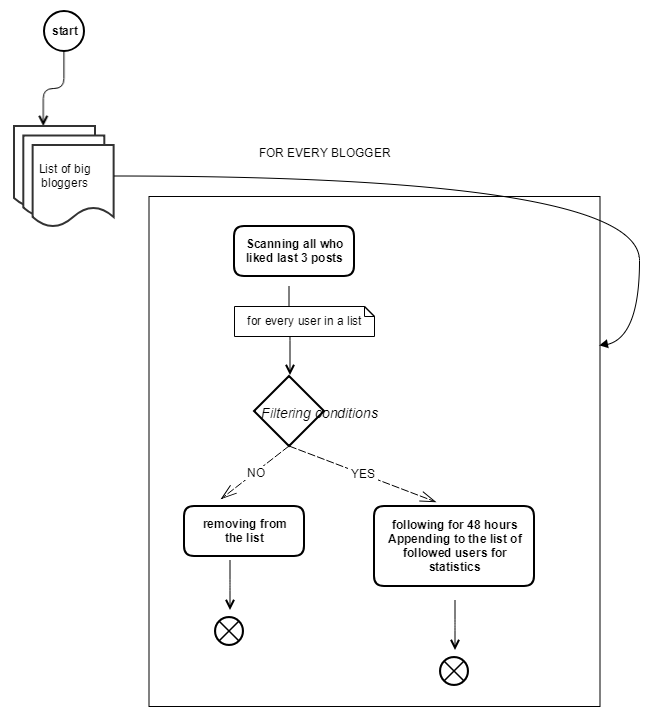 start
List of big
bloggers
FOR EVERY BLOGGER
Scanning all who
liked last 3 posts
for every user in a list
Filtering conditions
NO
YES
removing from
the list
following for 48 hours
Appending to the list of
followed users for
statistics